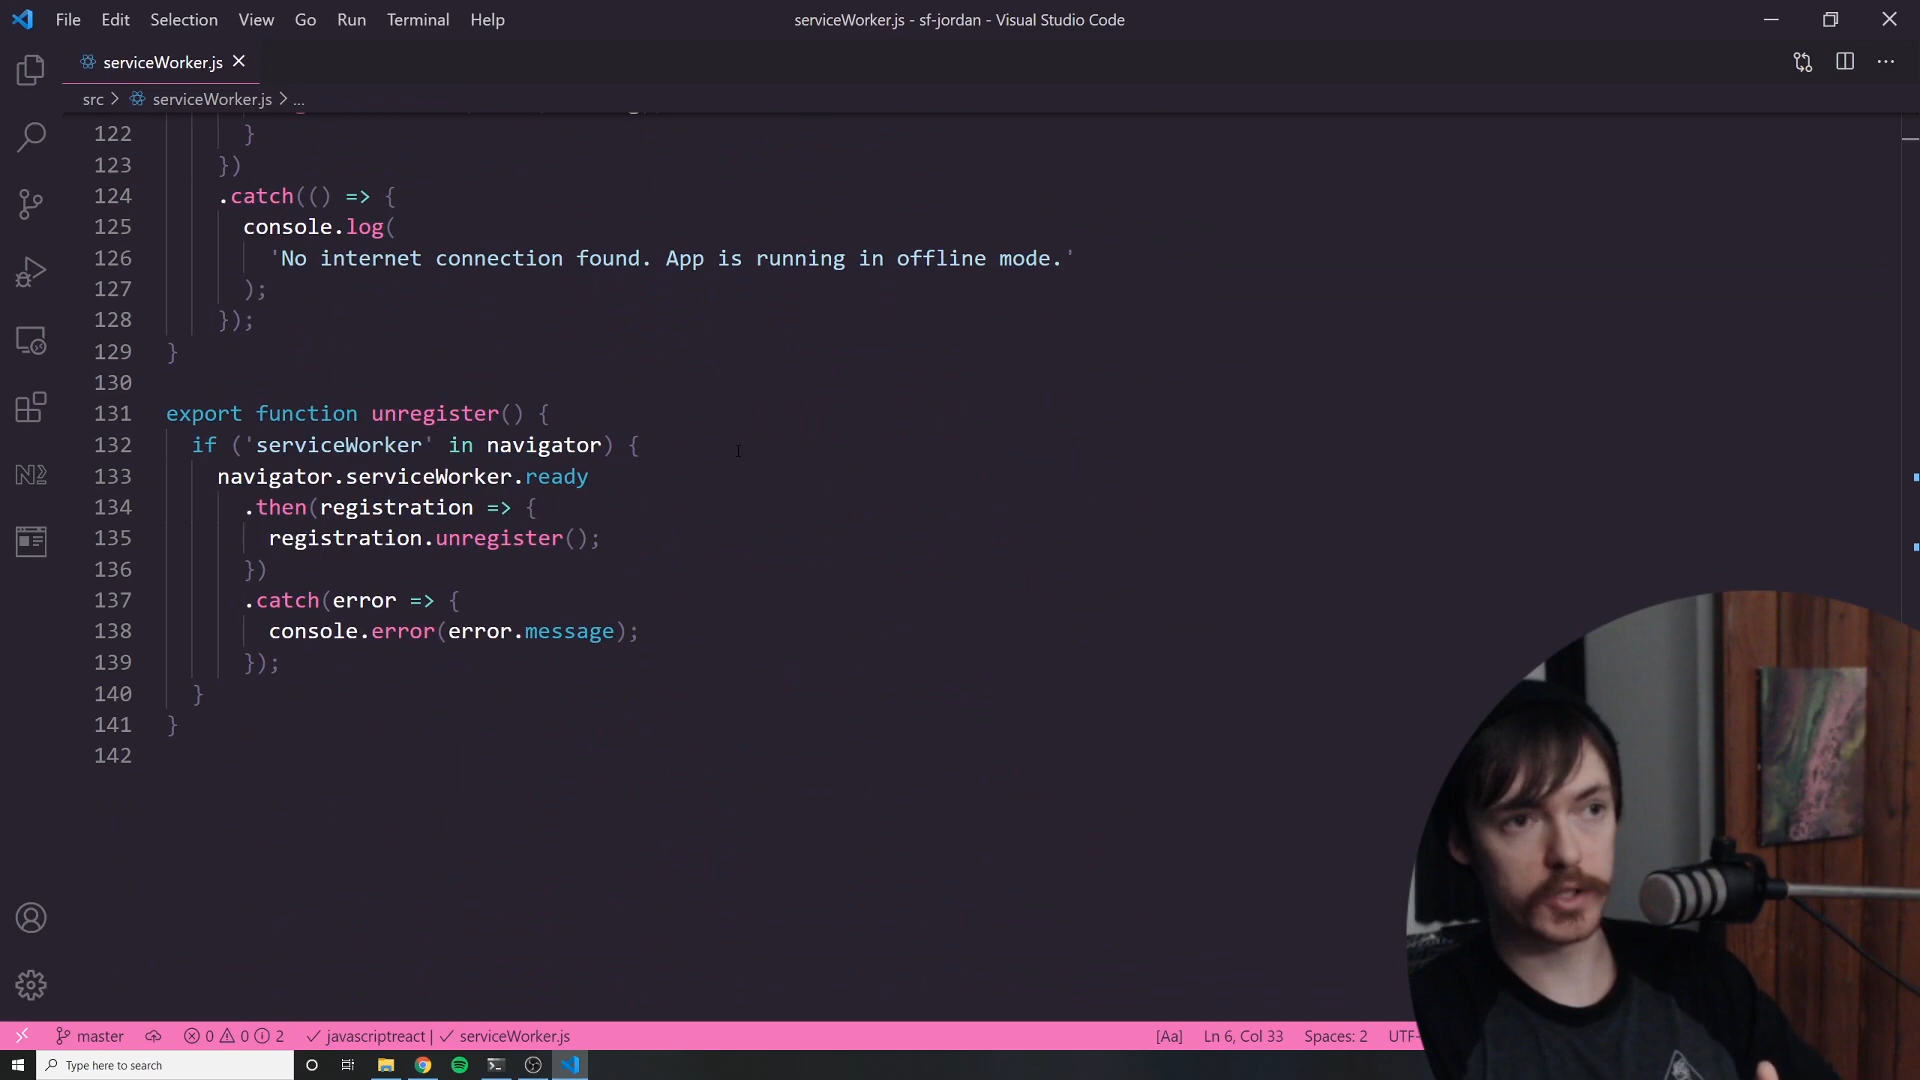 File Edit Selection View Go Run Terminal Help
serviceWorker.js - sf-jordan - Visual Studio Code
serviceWorker.js
src > serviceWorker.js > ...
122 }
123 })
124 .catch(() => {
125 console.log(
126 'No internet connection found. App is running in offline mode.'
127 );
128 });
129 }
130
131 export function unregister() {
132 if ('serviceWorker' in navigator) {
133 navigator.serviceWorker.ready
134 .then(registration => {
135 registration.unregister();
136 })
137 .catch(error => {
138 console.error(error.message);
139 });
140 }
141 }
142
master 0 0 2 javascriptreact | serviceWorker.js [Aa] Ln 6, Col 33 Spaces: 2 UTF-
Type here to search